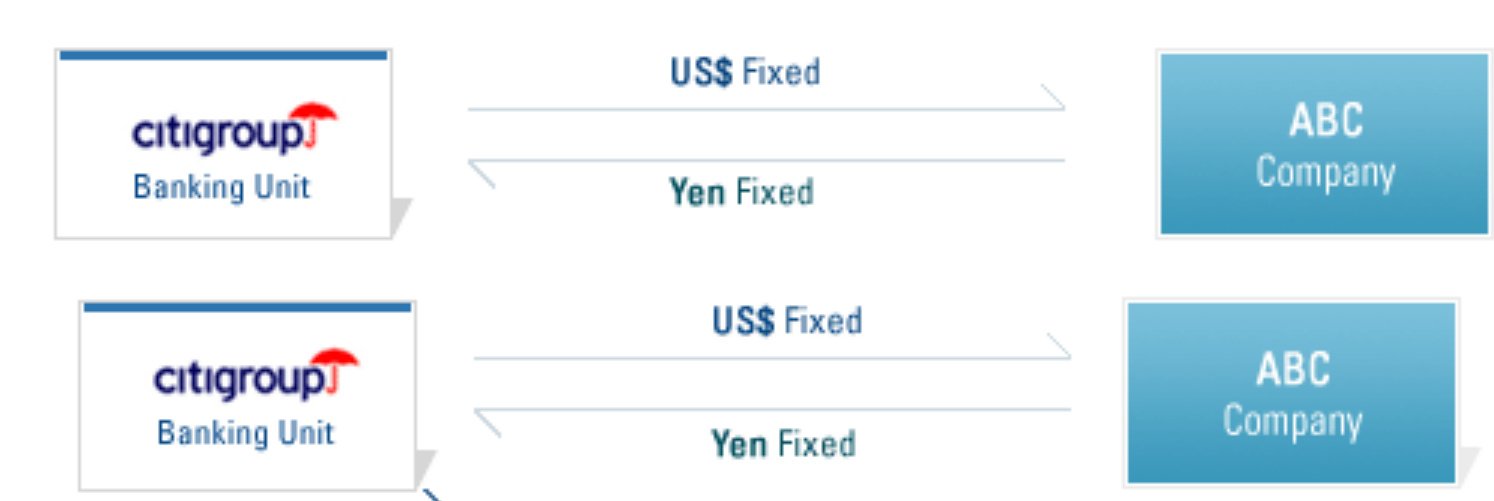 US$ Fixed
citigroup
Banking Unit
ABC
Company
Yen Fixed
US$ Fixed
citigroup
Banking Unit
ABC
Company
Yen Fixed